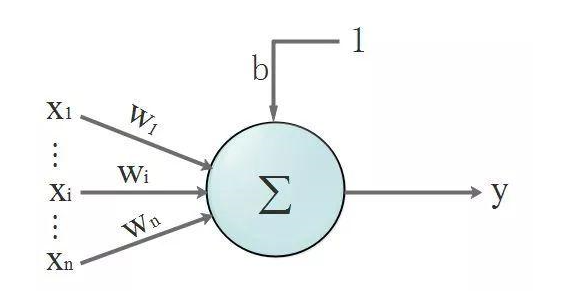 1
b
x₁
W₁
⋮
xᵢ
Wᵢ
Σ
y
⋮
xₙ
Wₙ